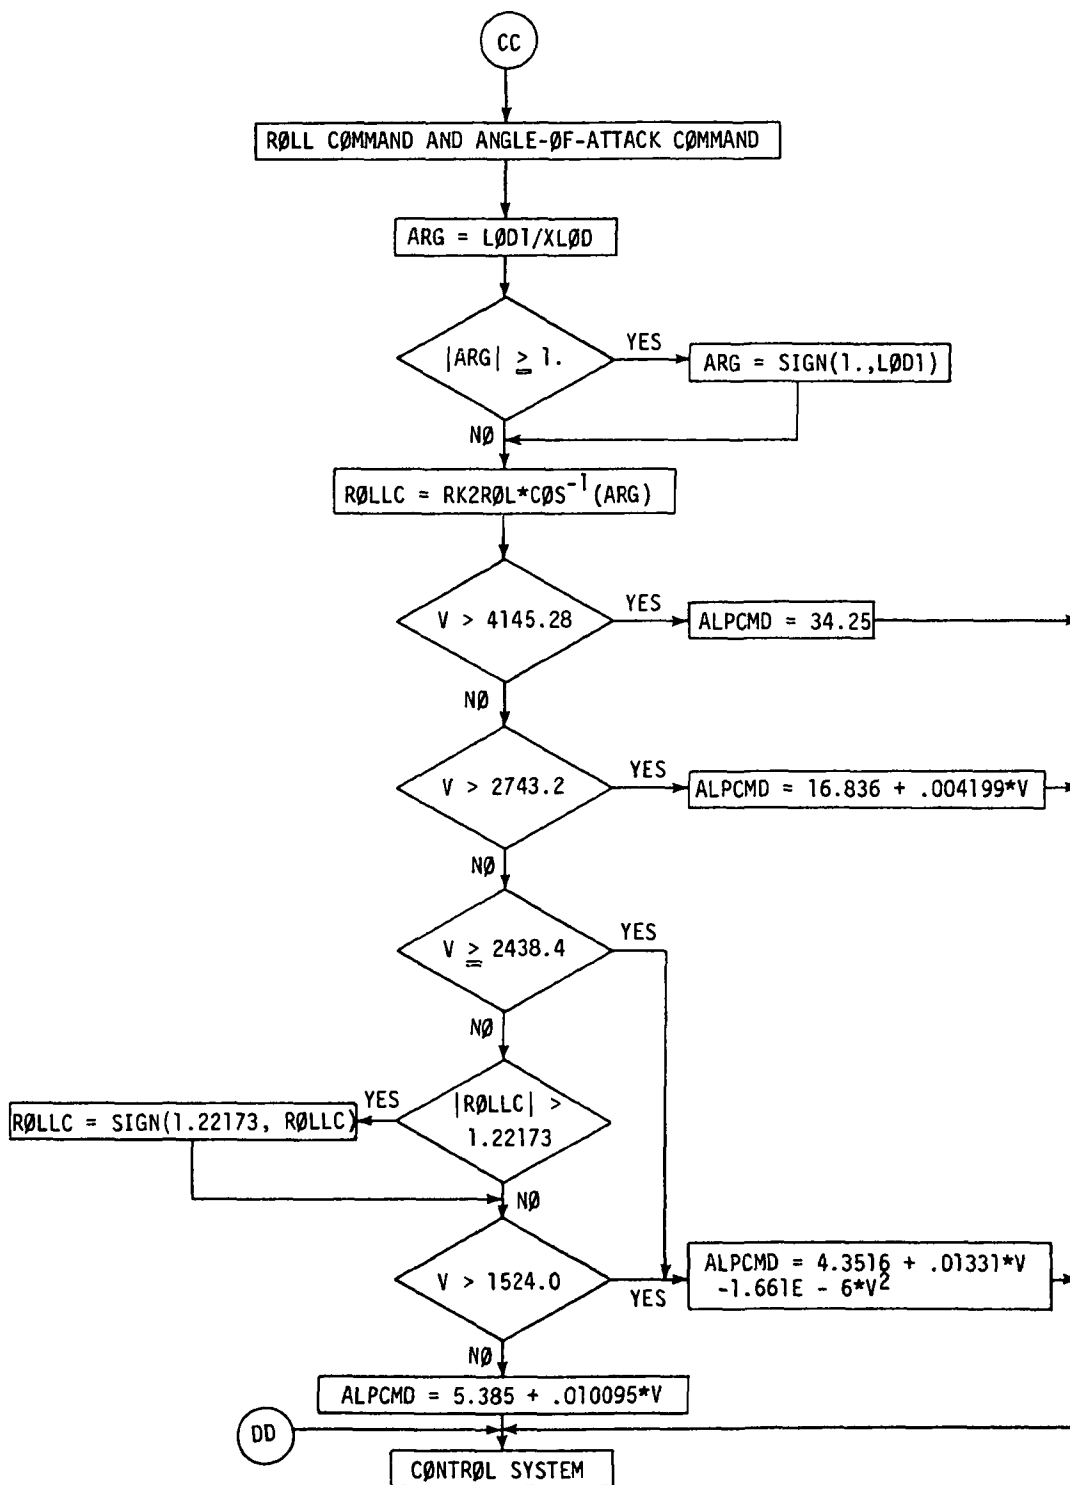 CC
RØLL CØMMAND AND ANGLE-ØF-ATTACK CØMMAND
ARG = LØD1/XLØD
|ARG| ≥ 1.
YES
ARG = SIGN(1.,LØD1)
NØ
RØLLC = RK2RØL*CØS⁻¹(ARG)
V > 4145.28
YES
ALPCMD = 34.25
NØ
V > 2743.2
YES
ALPCMD = 16.836 + .004199*V
NØ
V ≥ 2438.4
YES
NØ
|RØLLC| >
1.22173
YES
RØLLC = SIGN(1.22173, RØLLC)
NØ
V > 1524.0
YES
ALPCMD = 4.3516 + .01331*V
-1.661E - 6*V²
NØ
ALPCMD = 5.385 + .010095*V
DD
CØNTRØL SYSTEM